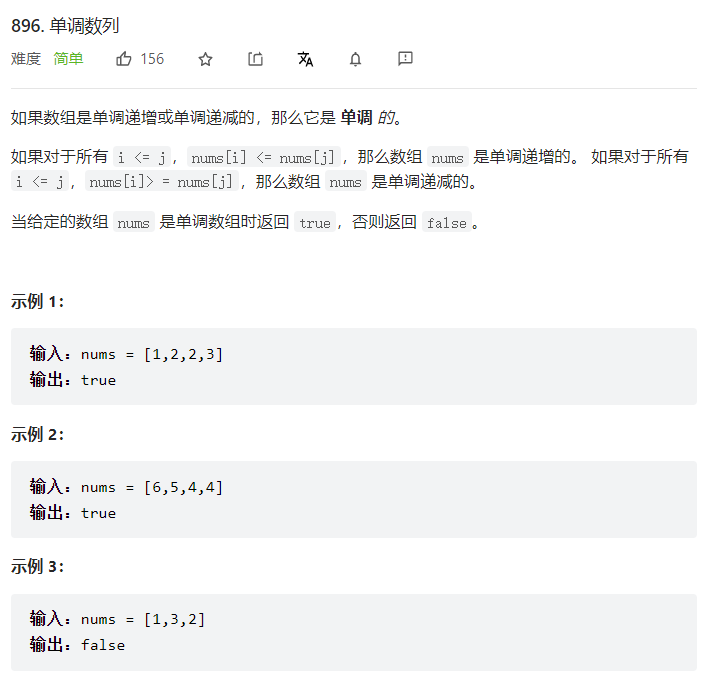 896. 单调数列
难度 简单 156
如果数组是单调递增或单调递减的，那么它是 单调 的。
如果对于所有 i <= j，nums[i] <= nums[j]，那么数组 nums 是单调递增的。 如果对于所有
i <= j，nums[i]> = nums[j]，那么数组 nums 是单调递减的。
当给定的数组 nums 是单调数组时返回 true，否则返回 false。
示例 1：
输入：nums = [1,2,2,3]
输出：true
示例 2：
输入：nums = [6,5,4,4]
输出：true
示例 3：
输入：nums = [1,3,2]
输出：false